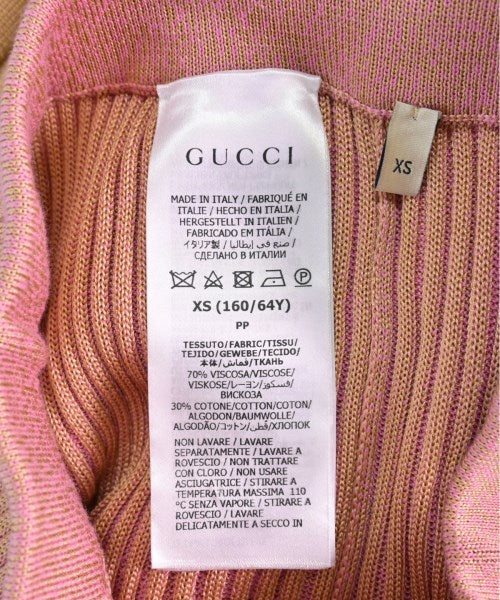 GUCCI
MADE IN ITALY / FABRIQUÉ EN
ITALIE / HECHO EN ITALIA /
HERGESTELLT IN ITALIEN /
FABRICADO EM ITÁLIA /
イタリア製 / صنع في إيطاليا /
СДЕЛАНО В ИТАЛИИ
XS (160/64Y)
PP
TESSUTO/FABRIC/TISSU/
TEJIDO/GEWEBE/TECIDO/
本体/قماش/ТКАНЬ
70% VISCOSA/VISCOSE/
VISKOSE/レーヨン/فسكوز/
ВИСКОЗА
30% COTONE/COTTON/COTON/
ALGODON/BAUMWOLLE/
ALGODÃO/コットン/قطن/ХЛОПОК
NON LAVARE / LAVARE
SEPARATAMENTE / LAVARE A
ROVESCIO / NON TRATTARE
CON CLORO / NON USARE
ASCIUGATRICE / STIRARE A
TEMPERATURA MASSIMA 110
°C SENZA VAPORE / STIRARE A
ROVESCIO/ LAVARE
DELICATAMENTE A SECCO IN
XS